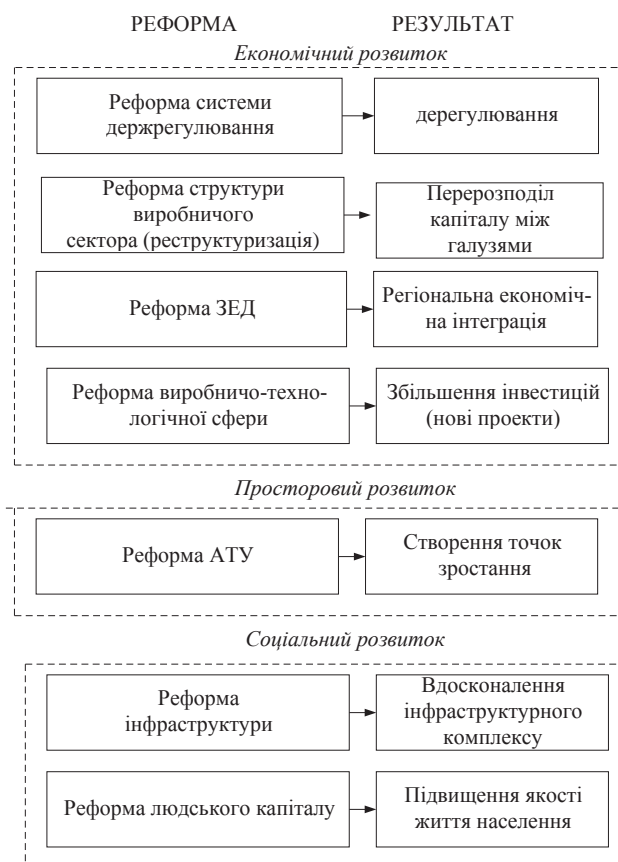 РЕФОРМА РЕЗУЛЬТАТ
Економічний розвиток
Реформа системи
держрегулювання
дерегулювання
Реформа структури
виробничого
сектора (реструктуризація)
Перерозподіл
капіталу між
галузями
Реформа ЗЕД
Регіональна економіч-
на інтеграція
Реформа виробничо-техно-
логічної сфери
Збільшення інвестицій
(нові проекти)
Просторовий розвиток
Реформа АТУ
Створення точок
зростання
Соціальний розвиток
Реформа
інфраструктури
Вдосконалення
інфраструктурного
комплексу
Реформа людського капіталу
Підвищення якості
життя населення